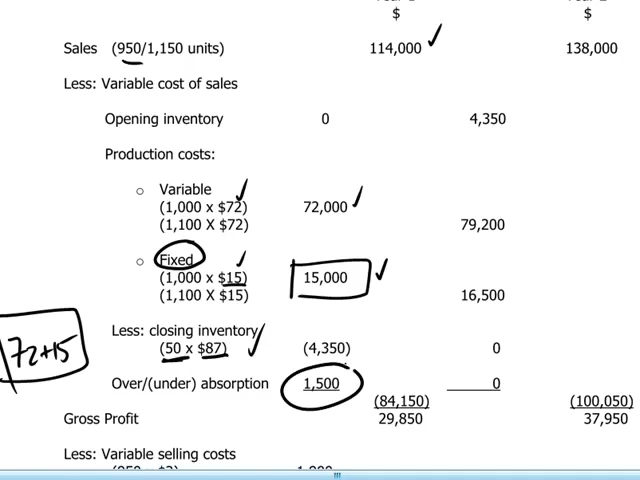 $ $
Sales (950/1,150 units) 114,000 138,000
Less: Variable cost of sales
Opening inventory 0 4,350
Production costs:
o Variable
(1,000 x $72) 72,000
(1,100 X $72) 79,200
o Fixed
(1,000 x $15) 15,000
(1,100 X $15) 16,500
Less: closing inventory
(50 x $87) (4,350) 0
72+15
Over/(under) absorption 1,500 0
(84,150) (100,050)
Gross Profit 29,850 37,950
Less: Variable selling costs